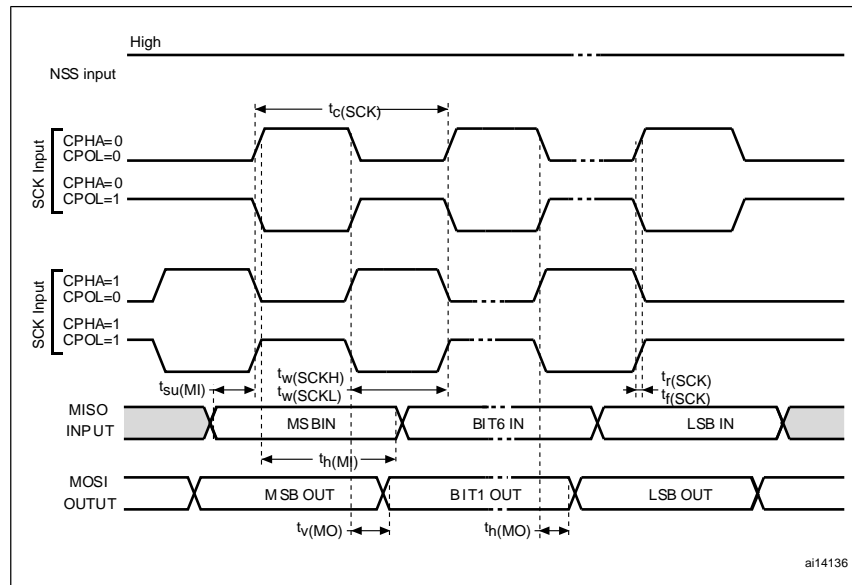 High
NSS input
tc(SCK)
SCK Input
CPHA=0
CPOL=0
CPHA=0
CPOL=1
SCK Input
CPHA=1
CPOL=0
CPHA=1
CPOL=1
tsu(MI)
tw(SCKH)
tw(SCKL)
tr(SCK)
tf(SCK)
MISO
INPUT
MSBIN
BIT6 IN
LSB IN
th(MI)
MOSI
OUTUT
MSB OUT
BIT1 OUT
LSB OUT
tv(MO)
th(MO)
ai14136